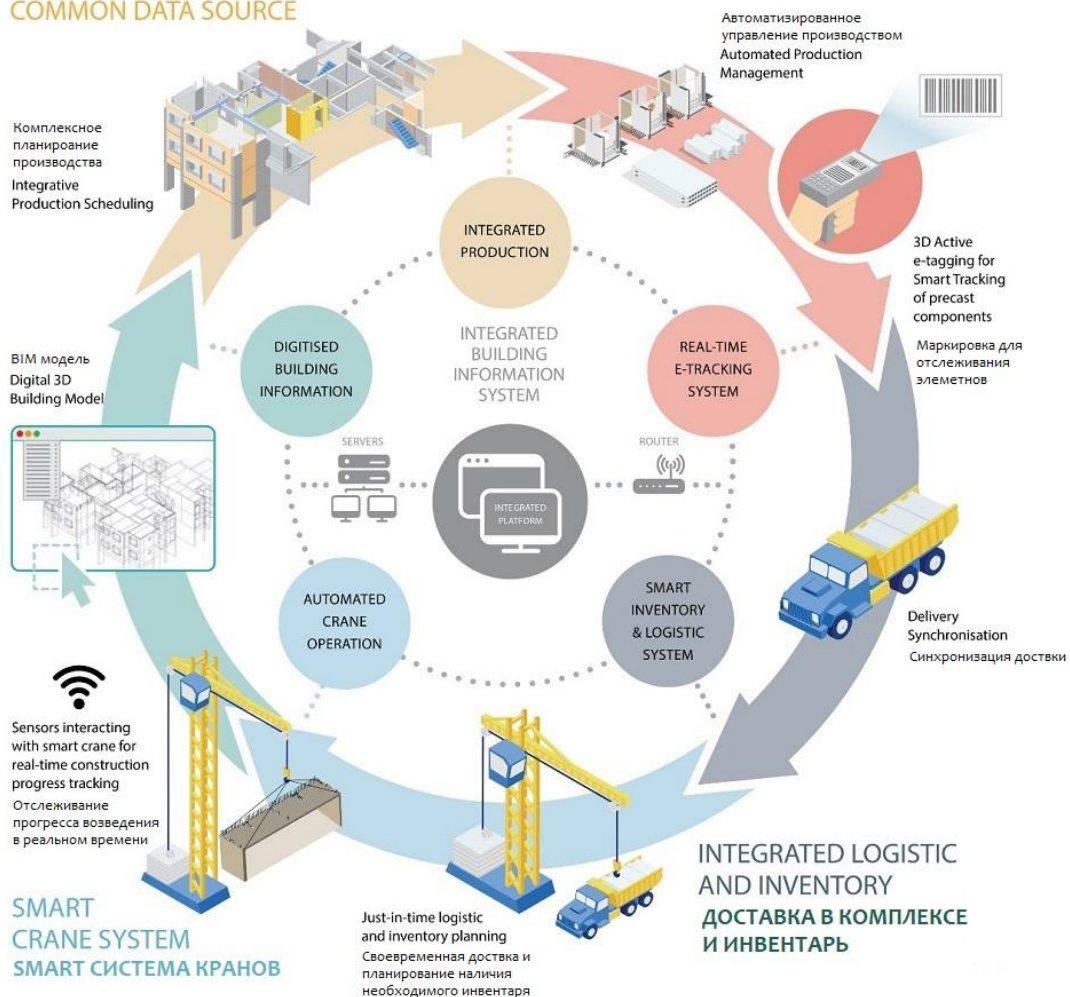 COMMON DATA SOURCE
Автоматизированное
управление производством
Automated Production
Management
Комплексное
планирание
производства
Integrative
Production Scheduling
INTEGRATED
PRODUCTION
3D Active
e-tagging for
Smart Tracking
of precast
components
Маркировка для
отслеживания
элеметнов
BIM модель
Digital 3D
Building Model
DIGITISED
BUILDING
INFORMATION
INTEGRATED
BUILDING
INFORMATION
SYSTEM
REAL-TIME
E-TRACKING
SYSTEM
SERVERS
ROUTER
INTEGRATED
PLATFORM
AUTOMATED
CRANE
OPERATION
SMART
INVENTORY
& LOGISTIC
SYSTEM
Delivery
Synchronisation
Синхронизация доствки
Sensors interacting
with smart crane for
real-time construction
progress tracking
Отслеживание
прогресса возведения
в реальном времени
SMART
CRANE SYSTEM
SMART СИСТЕМА КРАНОВ
Just-in-time logistic
and inventory planning
Своевременная доствка и
планирование наличия
необходимого инвентаря
INTEGRATED LOGISTIC
AND INVENTORY
ДОСТАВКА В КОМПЛЕКСЕ
И ИНВЕНТАРЬ